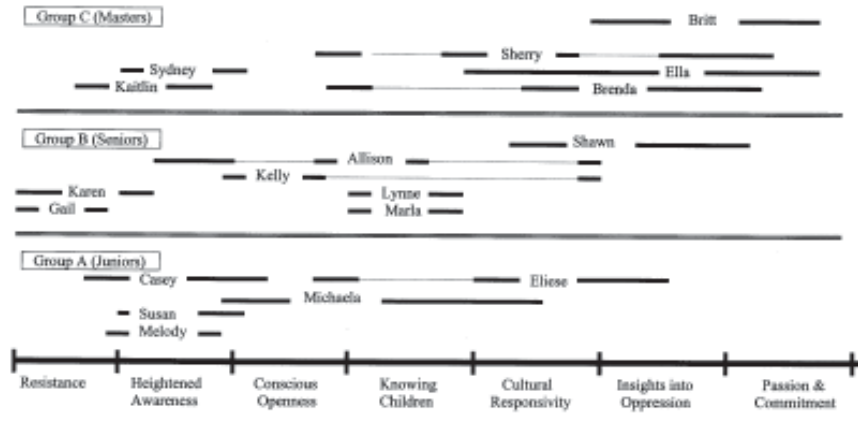 Group C (Masters)
Britt
Sherry
Sydney
Ella
Kaitlin
Brenda
Group B (Seniors)
Shawn
Allison
Kelly
Karen
Lynne
Gail
Marla
Group A (Juniors)
Casey
Eliese
Michaela
Susan
Melody
Resistance
Heightened
Awareness
Conscious
Openness
Knowing
Children
Cultural
Responsivity
Insights into
Oppression
Passion &
Commitment